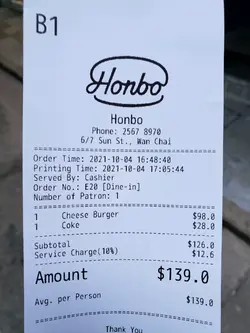 B1
Honbo
Honbo
Phone: 2567 8970
6/7 Sun St., Wan Chai
Order Time: 2021-10-04 16:48:40
Printing Time: 2021-10-04 17:05:44
Served By: Cashier
Order No.: E20 [Dine-in]
Number of Patron: 1
1 Cheese Burger $98.0
1 Coke $28.0
Subtotal $126.0
Service Charge(10%) $12.6
Amount $139.0
Avg. per Person $139.0
Thank You